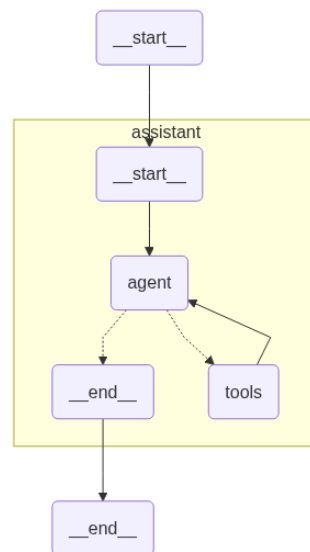 __start__
assistant
__start__
agent
__end__
tools
__end__